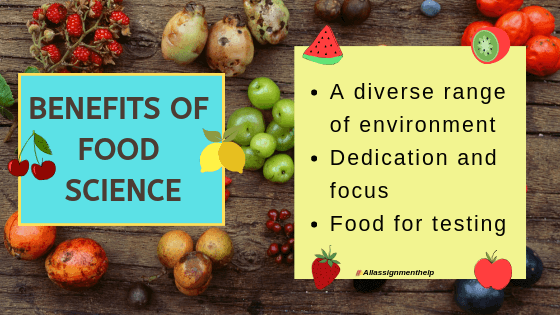 BENEFITS OF
FOOD
SCIENCE
• A diverse range
of environment
• Dedication and
focus
• Food for testing
// Allassignmenthelp